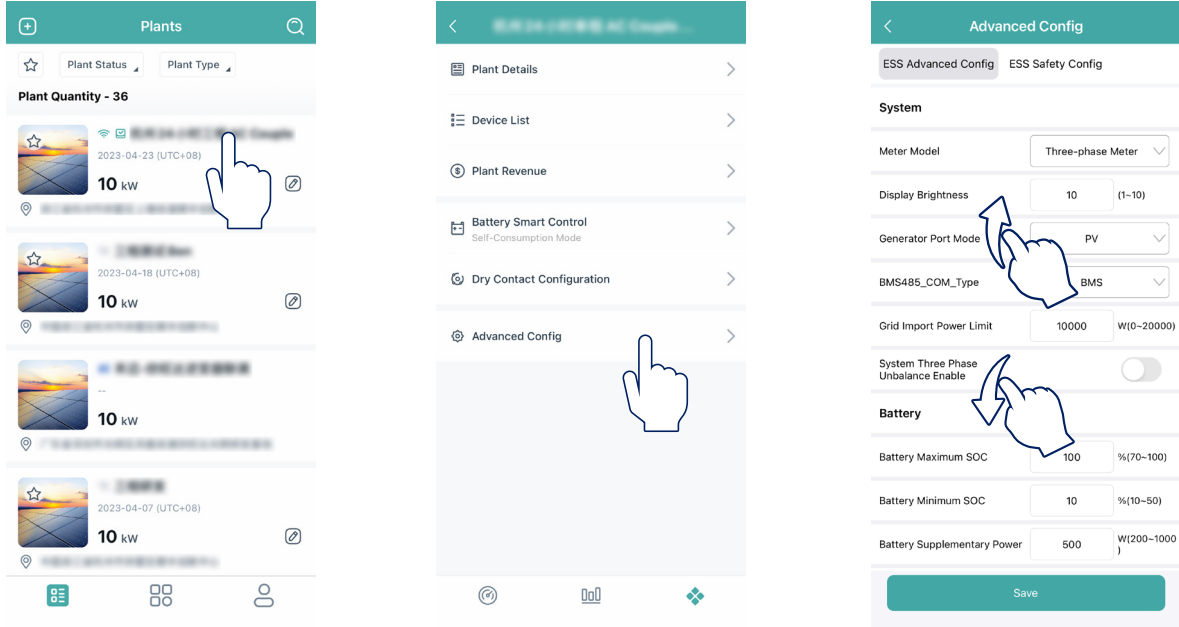 Plants
Plant Status
Plant Type
Plant Quantity - 36
2023-04-23 (UTC+08)
10 kW
2023-04-18 (UTC+08)
10 kW
--
10 kW
2023-04-07 (UTC+08)
10 kW
Plant Details
Device List
Plant Revenue
Battery Smart Control
Self-Consumption Mode
Dry Contact Configuration
Advanced Config
Advanced Config
ESS Advanced Config ESS Safety Config
System
Meter Model Three-phase Meter
Display Brightness 10 (1~10)
Generator Port Mode PV
BMS485_COM_Type BMS
Grid Import Power Limit 10000 W(0~20000)
System Three Phase
Unbalance Enable
Battery
Battery Maximum SOC 100 %(70~100)
Battery Minimum SOC 10 %(10~50)
Battery Supplementary Power 500 W(200~1000
)
Save